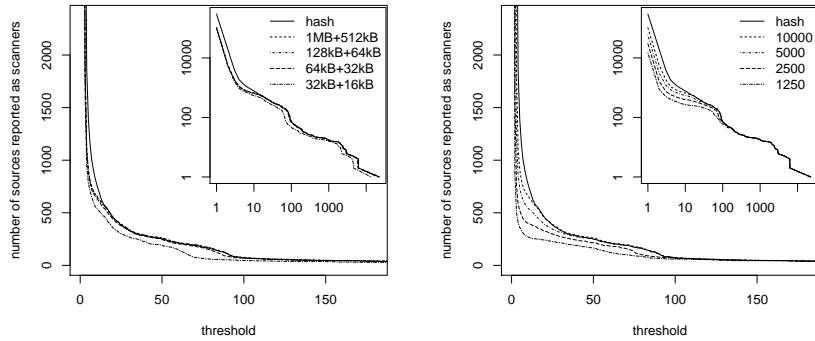 number of sources reported as scanners
2000
1500
1000
500
0
0 50 100 150
threshold
10000
100
1
1 10 100 1000
hash
1MB+512kB
128kB+64kB
64kB+32kB
32kB+16kB
number of sources reported as scanners
2000
1500
1000
500
0
0 50 100 150
threshold
10000
100
1
1 10 100 1000
hash
10000
5000
2500
1250